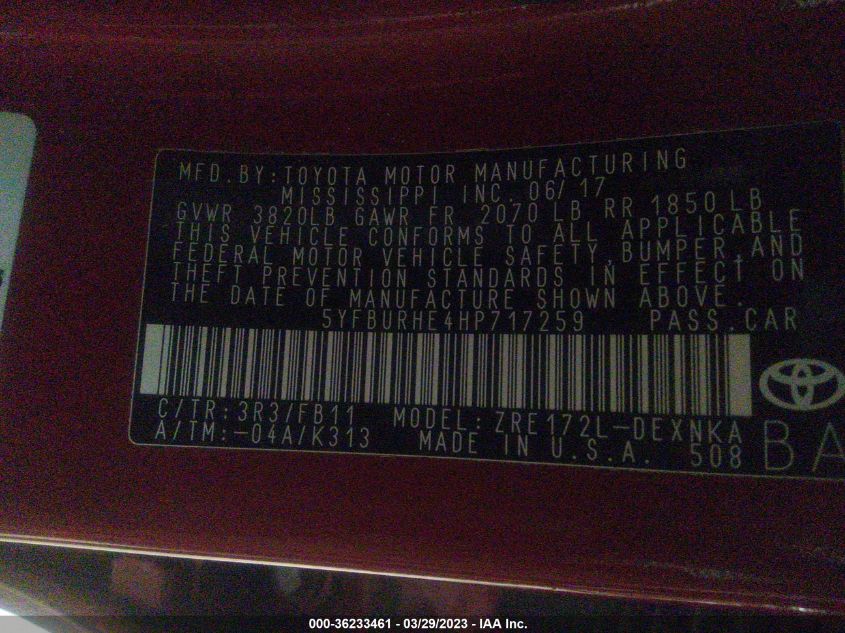 MFD.BY:TOYOTA MOTOR MANUFACTURING
MISSISSIPPI INC. 06/17
GVWR 3820LB GAWR FR 2070 LB RR 1850 LB
THIS VEHICLE CONFORMS TO ALL APPLICABLE
FEDERAL MOTOR VEHICLE SAFETY,BUMPER,AND
THEFT PREVENTION STANDARDS IN EFFECT ON
THE DATE OF MANUFACTURE SHOWN ABOVE.
5YFBURHE4HP717259 PASS.CAR
C/TR:3R3/FB11 MODEL:ZRE172L-DEXNKA
A/TM:-04A/K313 MADE IN U.S.A. 508
BA
000-36233461 - 03/29/2023 - IAA Inc.